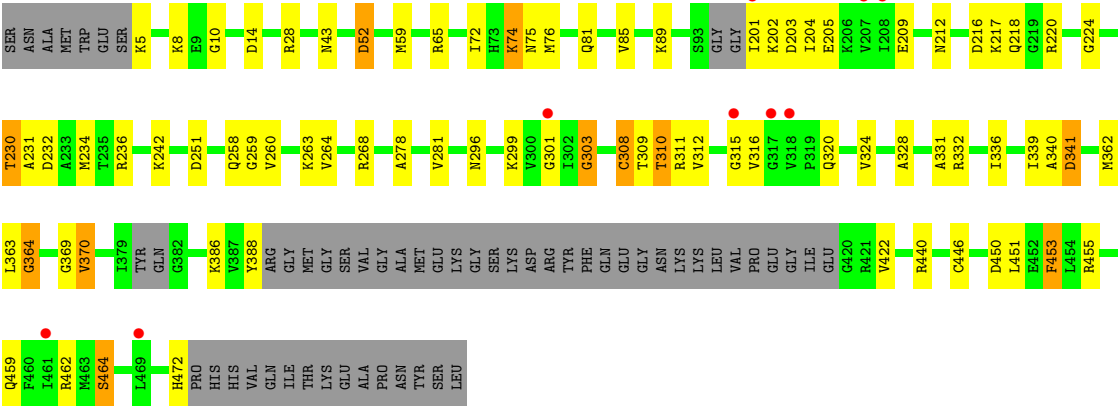 SER ASN ALA MET TRP GLU SER K5 K8 E9 G10 D14 R28 N43 D52 M59 R65 I72 H73 K74 N75 M76 Q81 V85 K89 S93 GLY GLY I201 K202 D203 I204 E205 K206 V207 I208 E209 N212 D216 K217 Q218 G219 R220 G224
T230 A231 D232 A233 M234 T235 R236 K242 D251 Q258 G259 V260 K263 V264 R268 A278 V281 N296 K299 V300 G301 I302 G303 C308 T309 T310 R311 V312 G315 V316 G317 V318 P319 Q320 V324 A328 A331 R332 I336 I339 A340 D341 M362
L363 G364 G369 V370 I379 TYR GLN G382 K386 V387 Y388 ARG GLY MET GLY SER VAL GLY ALA MET GLU LYS GLY SER LYS ASP ARG TYR PHE GLN GLU GLY ASN LYS LYS LEU VAL PRO GLU GLY ILE GLU G420 R421 V422 R440 C446 D450 L451 E452 F453 L454 R455
Q459 F460 I461 R462 M463 S464 L469 H472 PRO HIS HIS VAL GLN ILE THR LYS GLU ALA PRO ASN TYR SER LEU